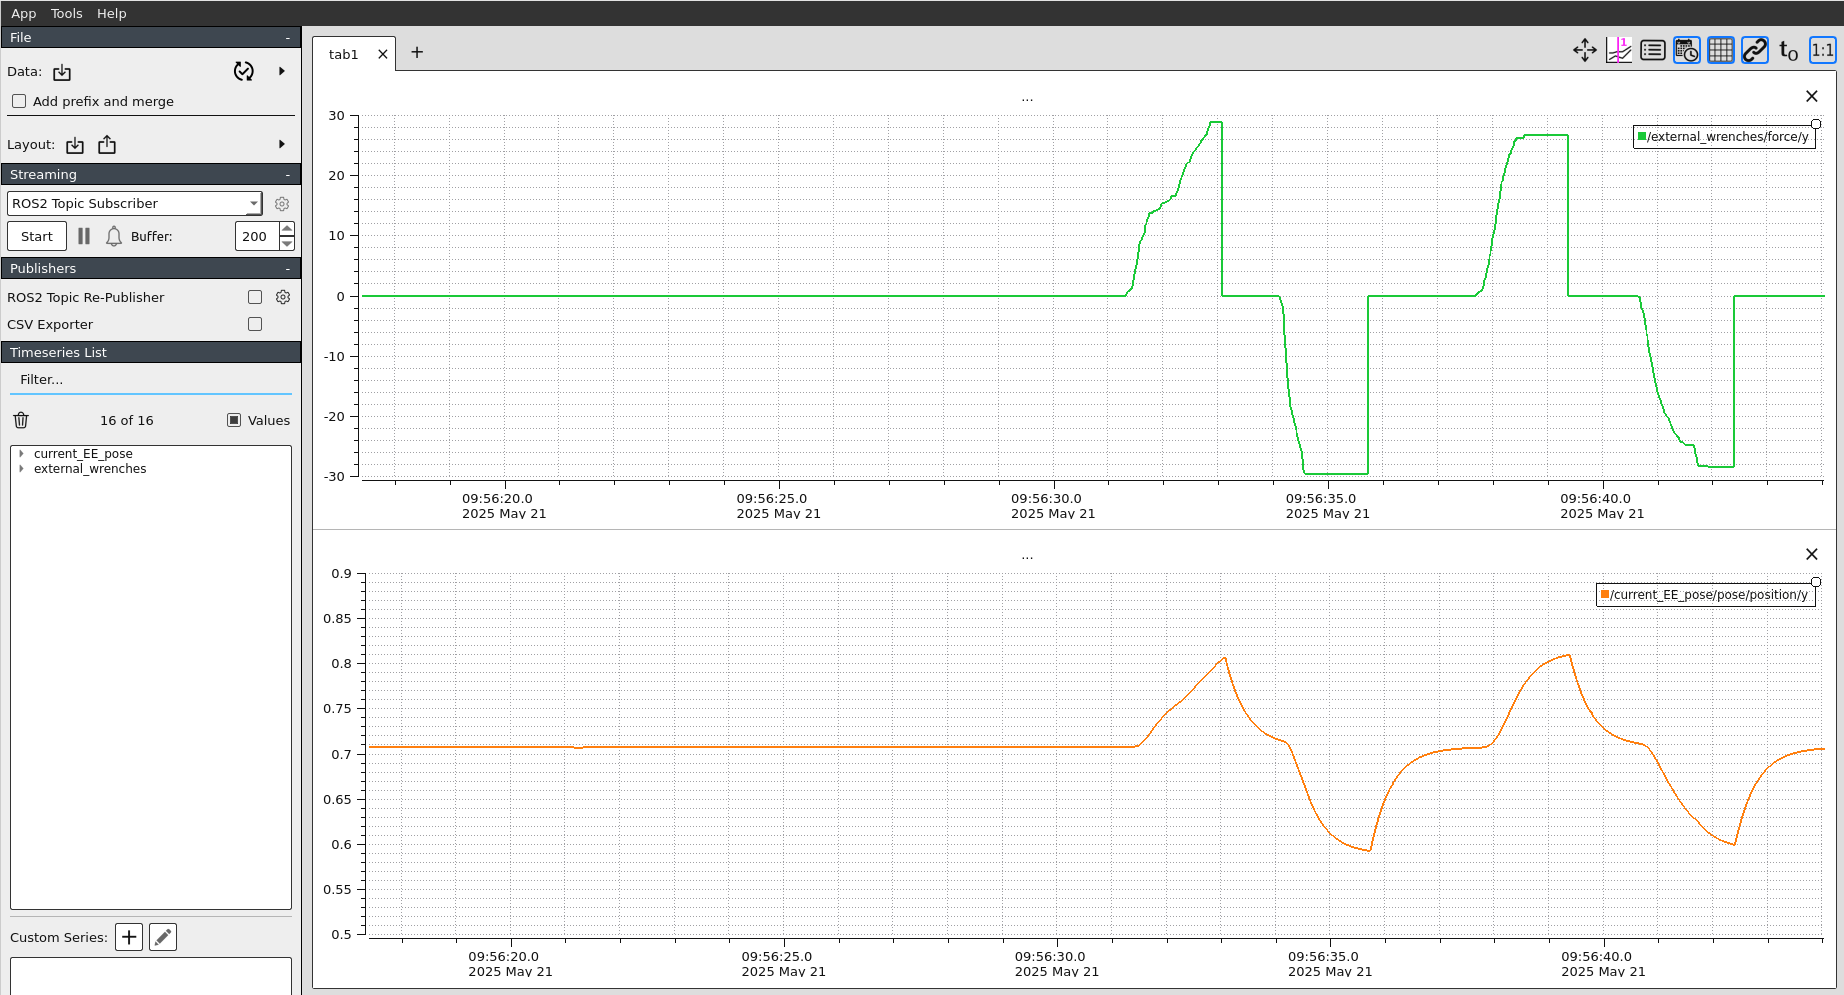 App Tools Help
File -
Data:
Add prefix and merge
Layout:
Streaming -
ROS2 Topic Subscriber
Start Buffer: 200
Publishers -
ROS2 Topic Re-Publisher
CSV Exporter
Timeseries List
Filter...
16 of 16 Values
current_EE_pose
external_wrenches
Custom Series:
tab1
1
t0 1:1
...
/external_wrenches/force/y
30
20
10
0
-10
-20
-30
09:56:20.0 09:56:25.0 09:56:30.0 09:56:35.0 09:56:40.0
2025 May 21 2025 May 21 2025 May 21 2025 May 21 2025 May 21
...
/current_EE_pose/pose/position/y
0.9
0.85
0.8
0.75
0.7
0.65
0.6
0.55
0.5
09:56:20.0 09:56:25.0 09:56:30.0 09:56:35.0 09:56:40.0
2025 May 21 2025 May 21 2025 May 21 2025 May 21 2025 May 21